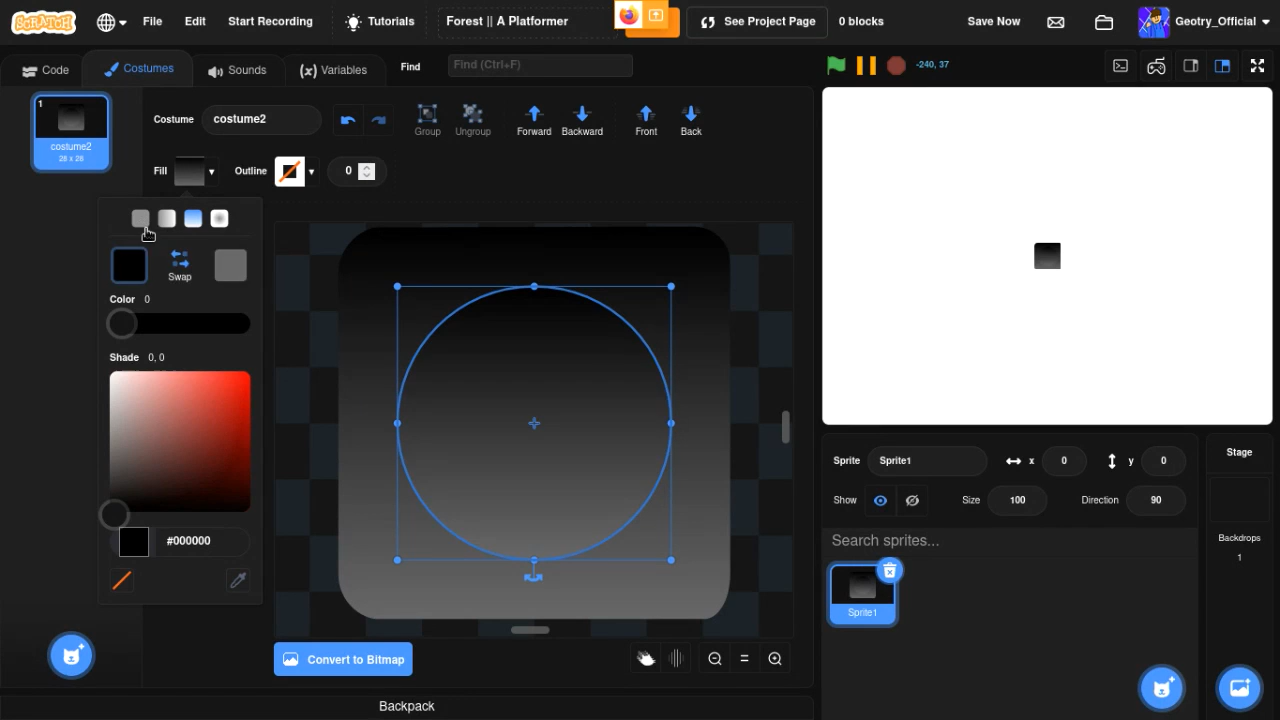 SCRATCH
File
Edit
Start Recording
Tutorials
Forest || A Platformer
See Project Page
0 blocks
Save Now
Geotry_Official
Code
Costumes
Sounds
(x) Variables
Find
Find (Ctrl+F)
-240, 37
1
costume2
28 x 28
Costume
costume2
Group
Ungroup
Forward
Backward
Front
Back
Fill
Outline
0
Swap
Color 0
Shade 0, 0
#000000
Convert to Bitmap
Backpack
Sprite
Sprite1
x
0
y
0
Show
Size
100
Direction
90
Search sprites...
Sprite1
Stage
Backdrops
1